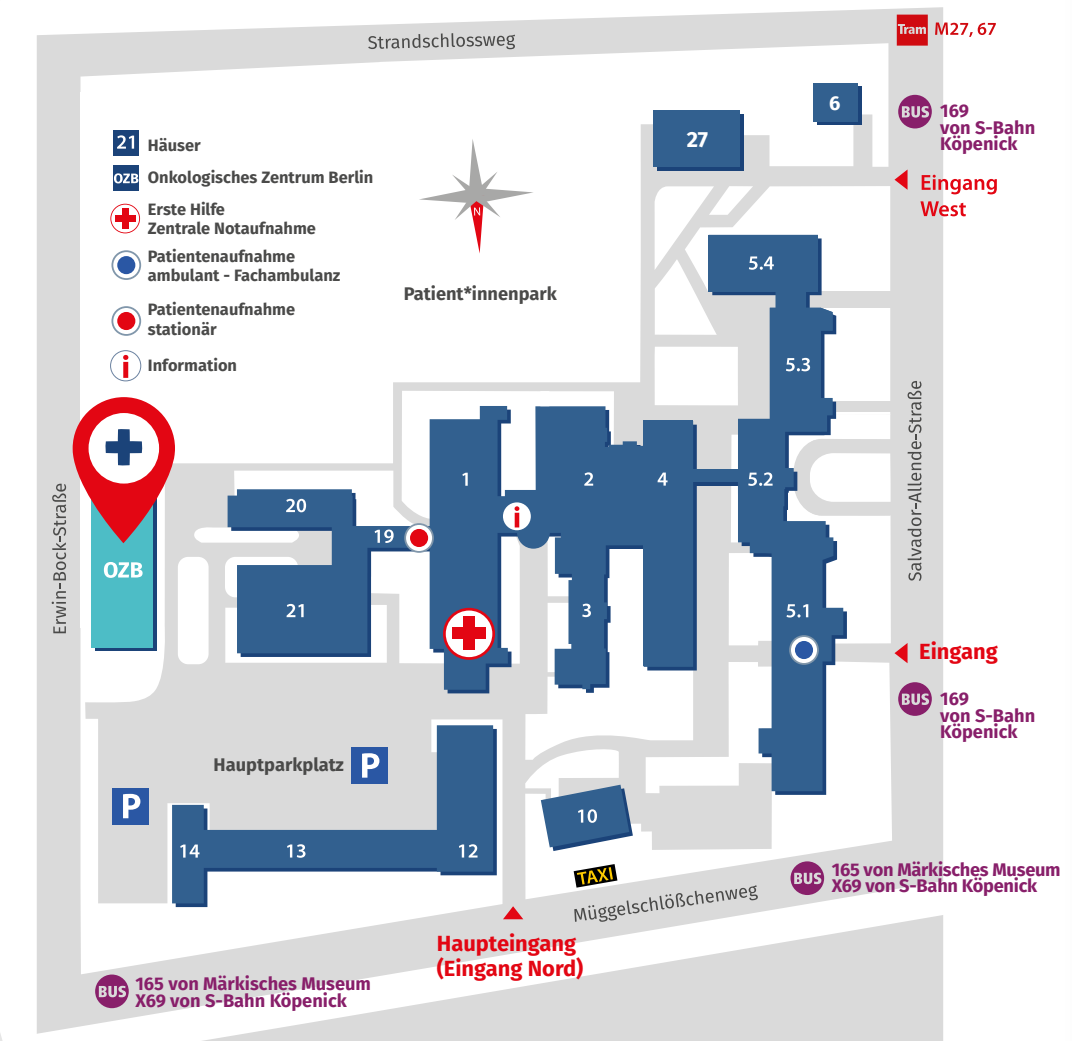 Strandschlossweg
Tram M27, 67
6
BUS 169
von S-Bahn
Köpenick
27
21 Häuser
OZB Onkologisches Zentrum Berlin
Erste Hilfe
Zentrale Notaufnahme
Patientenaufnahme
ambulant - Fachambulanz
Patientenaufnahme
stationär
i Information
N
Patient*innenpark
Eingang
West
5.4
5.3
Salvador-Allende-Straße
1
2
4
5.2
i
20
19
21
3
5.1
Erwin-Bock-Straße
OZB
Eingang
BUS 169
von S-Bahn
Köpenick
Hauptparkplatz P
P
14
13
12
10
TAXI
Müggelschlößchenweg
BUS 165 von Märkisches Museum
X69 von S-Bahn Köpenick
Haupteingang
(Eingang Nord)
BUS 165 von Märkisches Museum
X69 von S-Bahn Köpenick